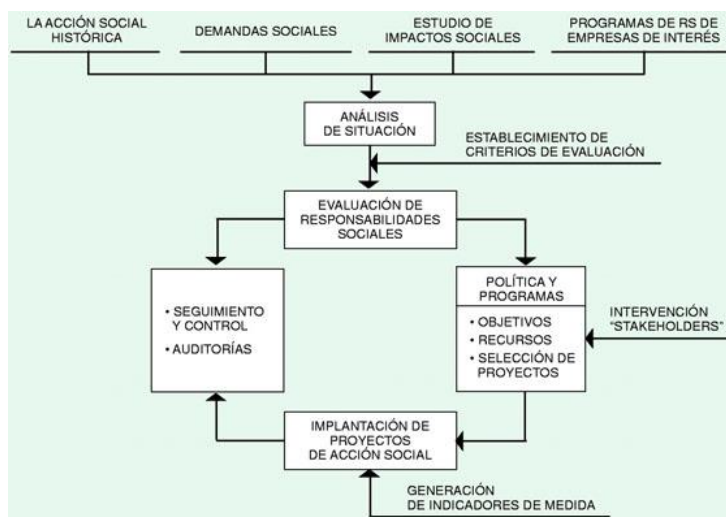 LA ACCIÓN SOCIAL
HISTÓRICA
DEMANDAS SOCIALES
ESTUDIO DE
IMPACTOS SOCIALES
PROGRAMAS DE RS DE
EMPRESAS DE INTERÉS
ANÁLISIS
DE SITUACIÓN
ESTABLECIMIENTO DE
CRITERIOS DE EVALUACIÓN
EVALUACIÓN DE
RESPONSABILIDADES
SOCIALES
• SEGUIMIENTO
Y CONTROL
• AUDITORÍAS
POLÍTICA Y
PROGRAMAS
• OBJETIVOS
• RECURSOS
• SELECCIÓN DE
PROYECTOS
INTERVENCIÓN
"STAKEHOLDERS"
IMPLANTACIÓN DE
PROYECTOS
DE ACCIÓN SOCIAL
GENERACIÓN
DE INDICADORES DE MEDIDA